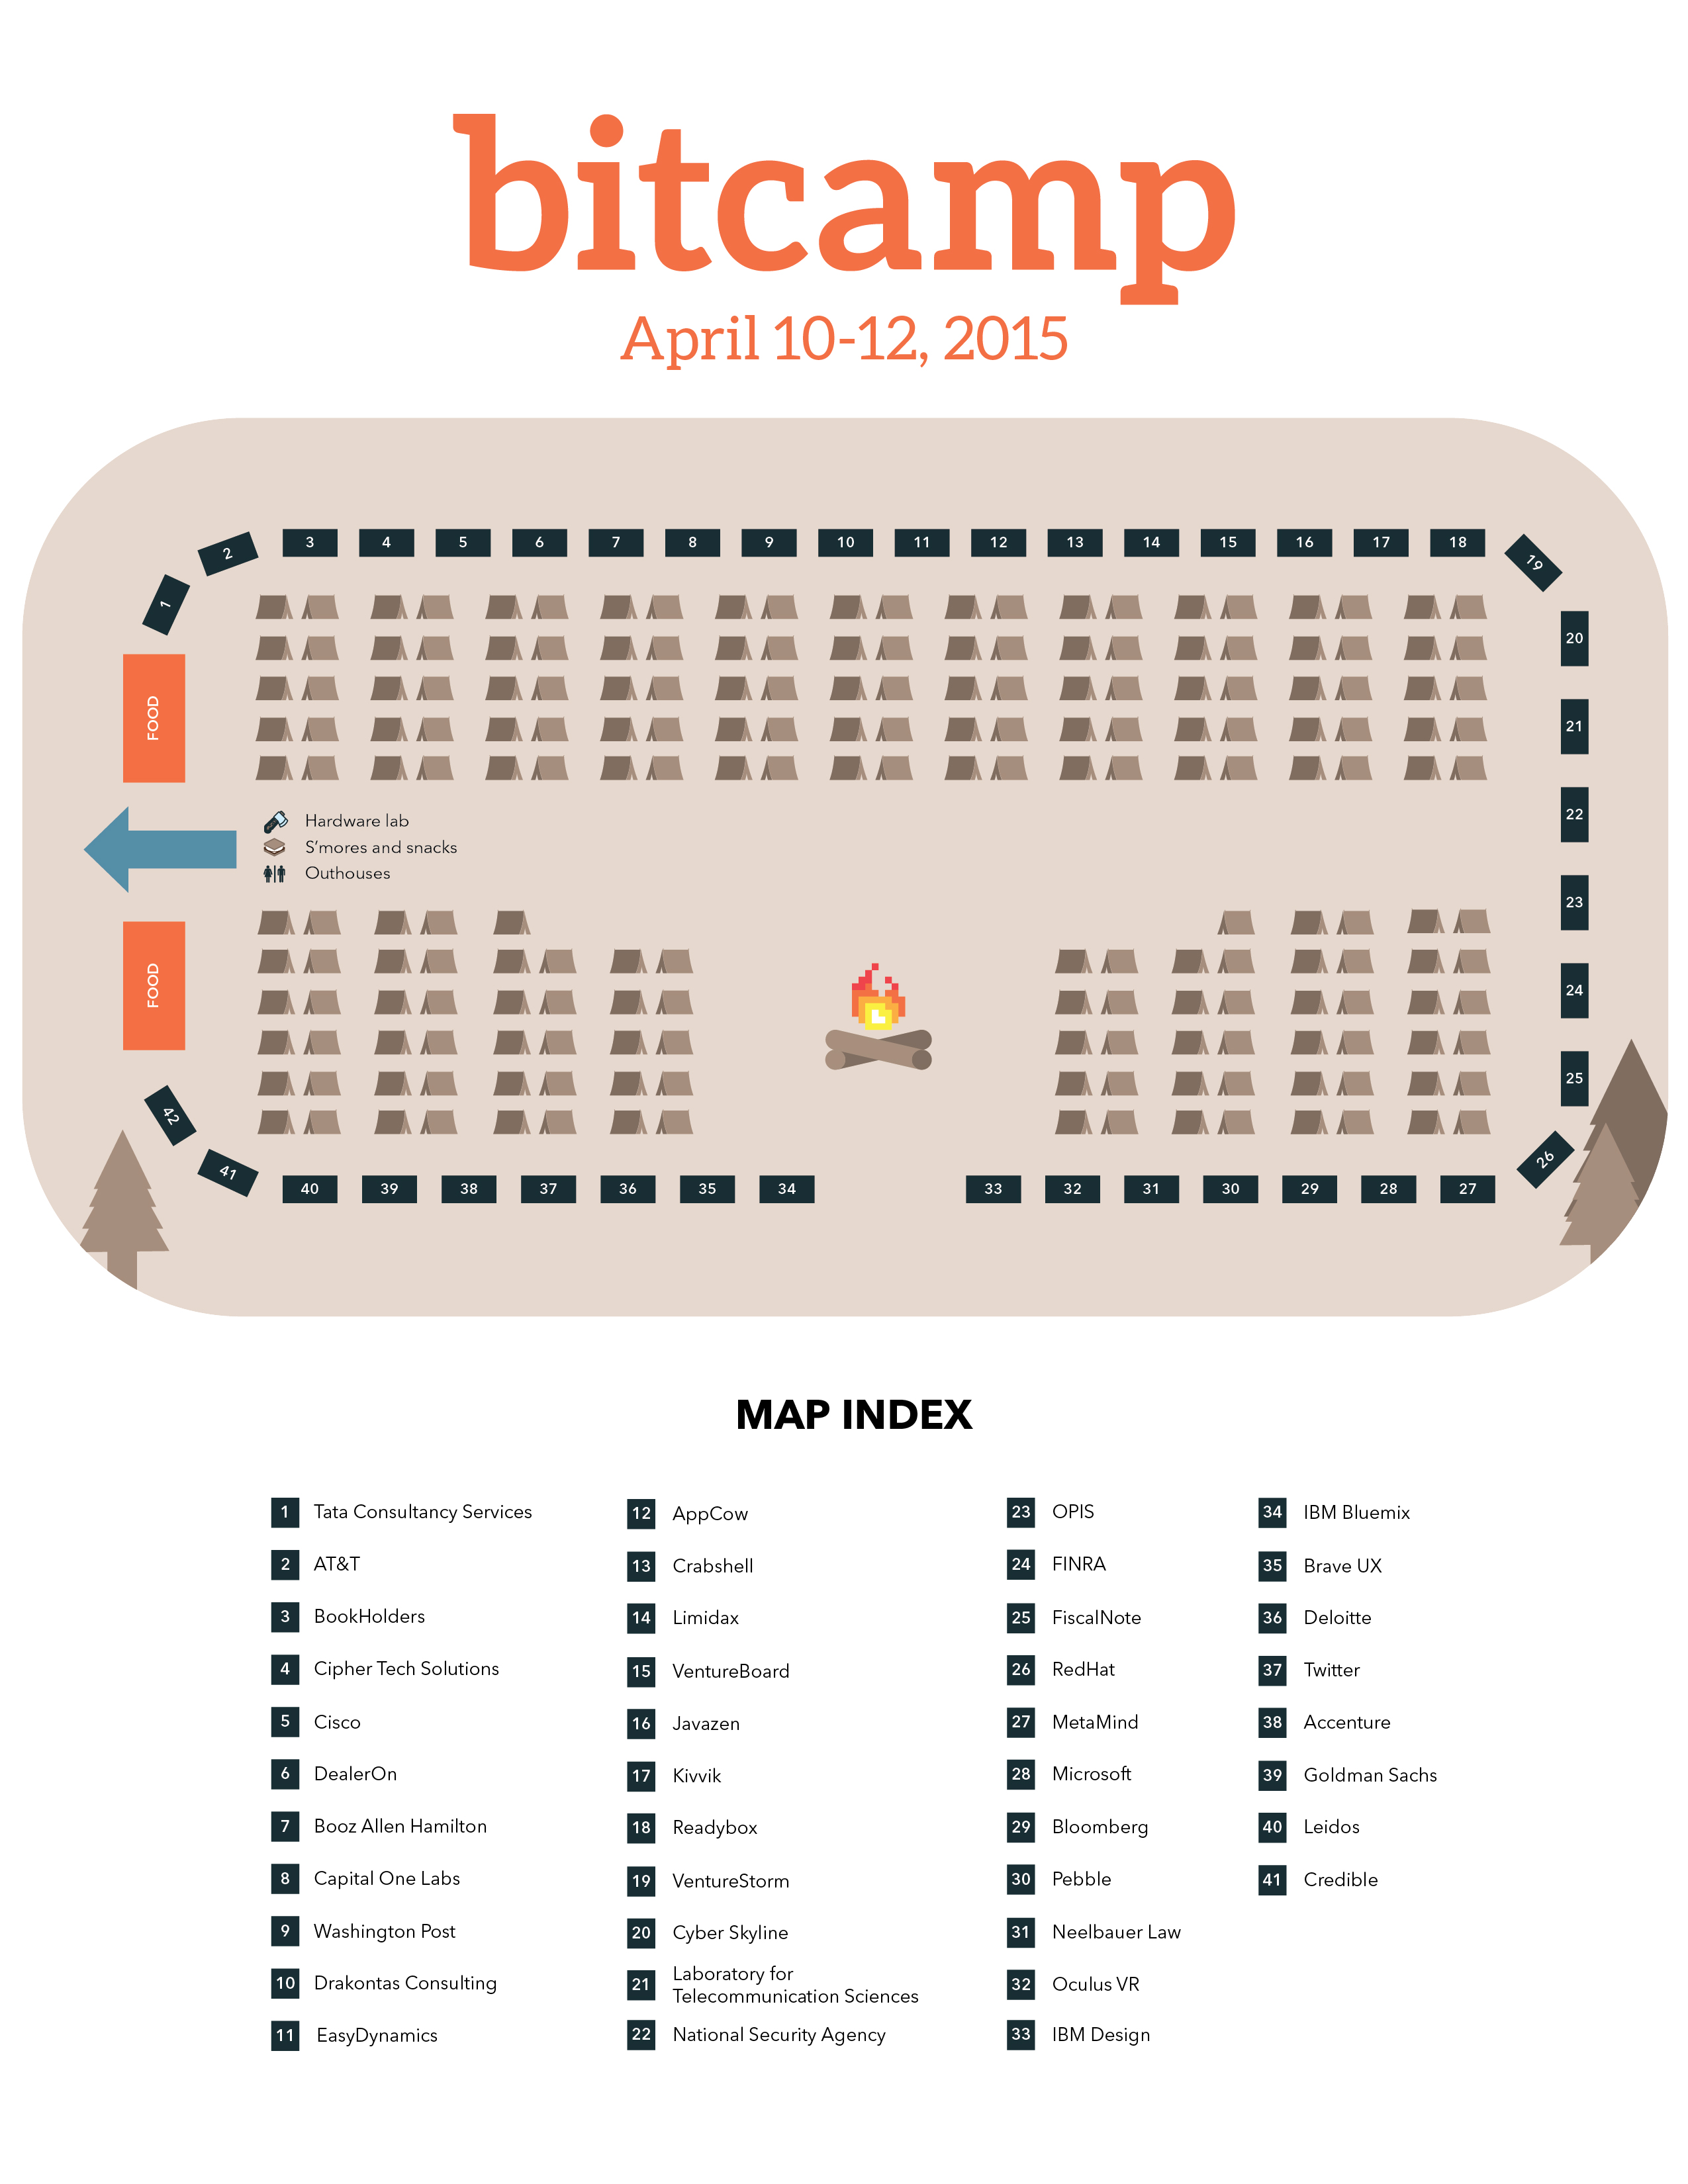 bitcamp
April 10-12, 2015
1
2
3
4
5
6
7
8
9
10
11
12
13
14
15
16
17
18
19
20
21
22
23
24
25
26
FOOD
Hardware lab
S'mores and snacks
Outhouses
FOOD
42
41
40
39
38
37
36
35
34
33
32
31
30
29
28
27
MAP INDEX
1 Tata Consultancy Services
2 AT&T
3 BookHolders
4 Cipher Tech Solutions
5 Cisco
6 DealerOn
7 Booz Allen Hamilton
8 Capital One Labs
9 Washington Post
10 Drakontas Consulting
11 EasyDynamics
12 AppCow
13 Crabshell
14 Limidax
15 VentureBoard
16 Javazen
17 Kivvik
18 Readybox
19 VentureStorm
20 Cyber Skyline
21 Laboratory for
Telecommunication Sciences
22 National Security Agency
23 OPIS
24 FINRA
25 FiscalNote
26 RedHat
27 MetaMind
28 Microsoft
29 Bloomberg
30 Pebble
31 Neelbauer Law
32 Oculus VR
33 IBM Design
34 IBM Bluemix
35 Brave UX
36 Deloitte
37 Twitter
38 Accenture
39 Goldman Sachs
40 Leidos
41 Credible